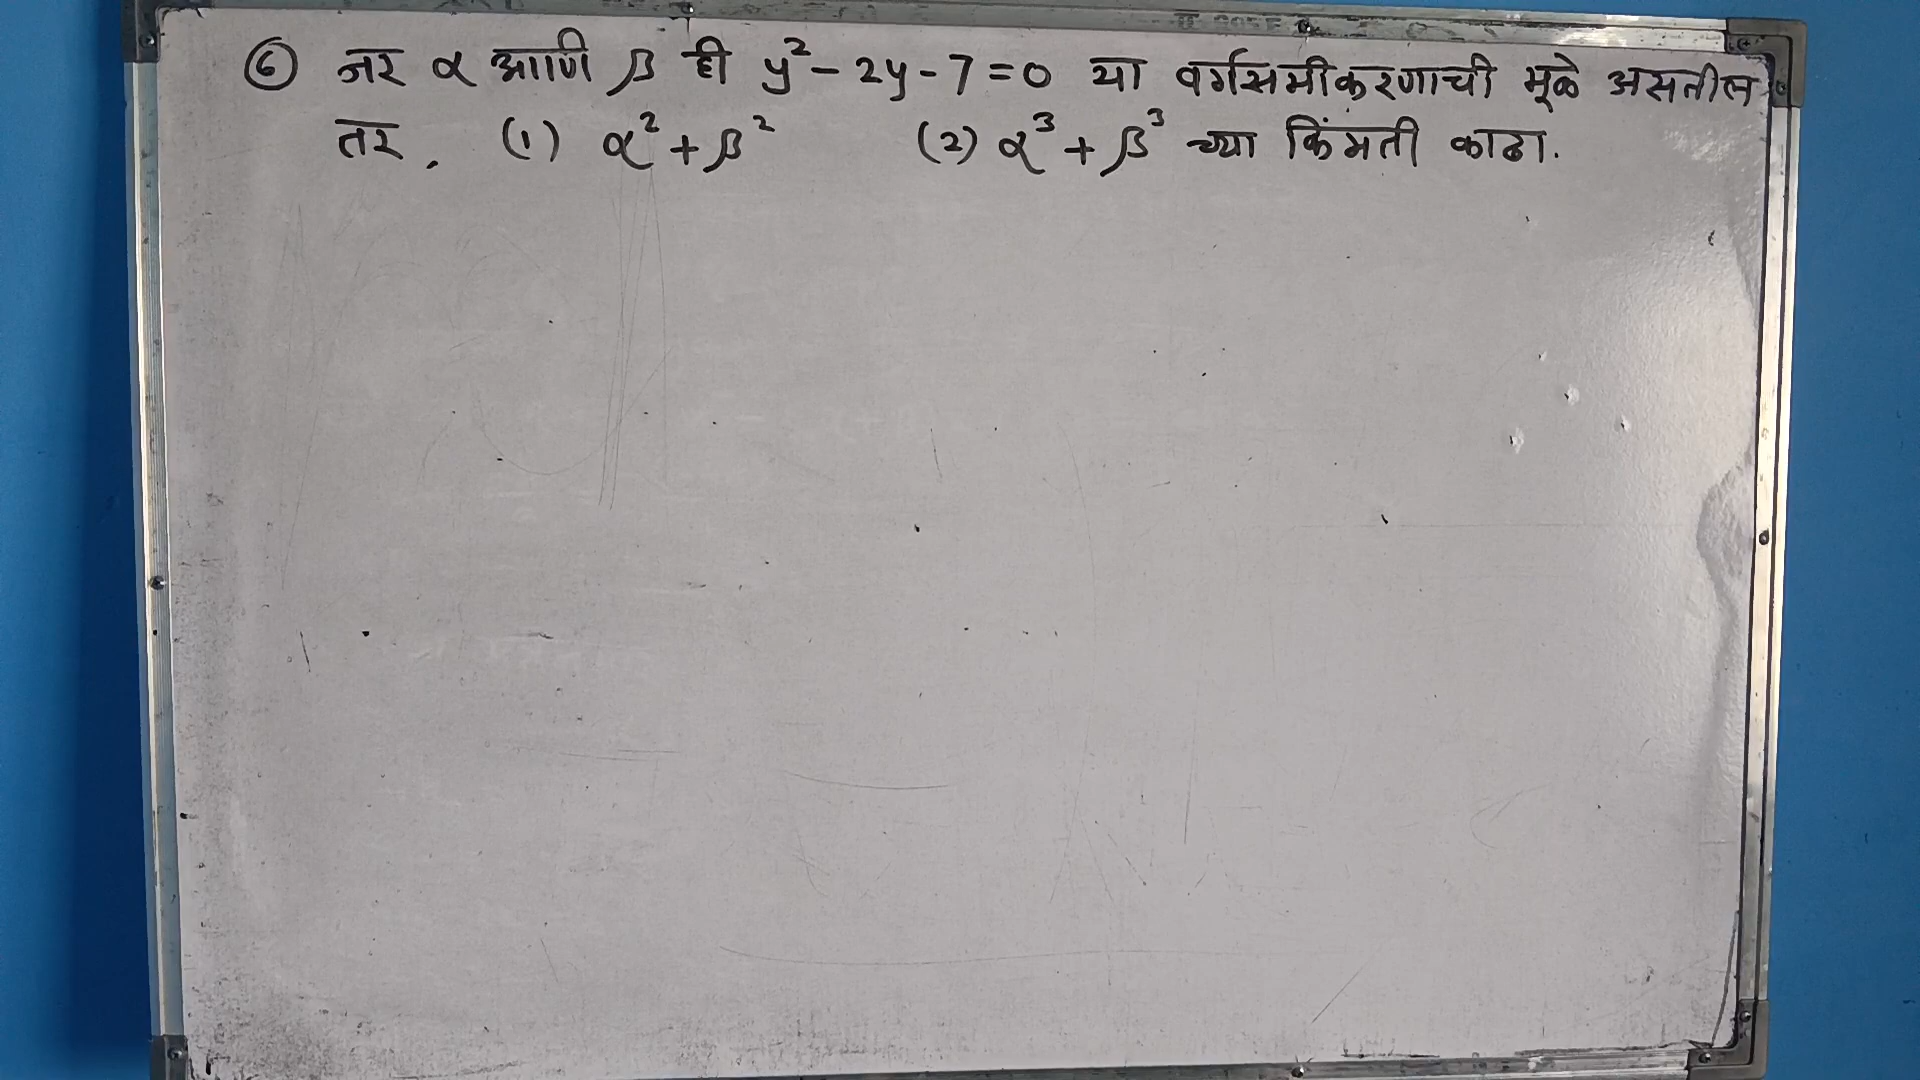 ⑥ जर α आणि β ही y² - 2y - 7 = 0 या वर्गसमीकरणाची मूळे असतील
तर, (1) α² + β² (2) α³ + β³ च्या किंमती काढा.